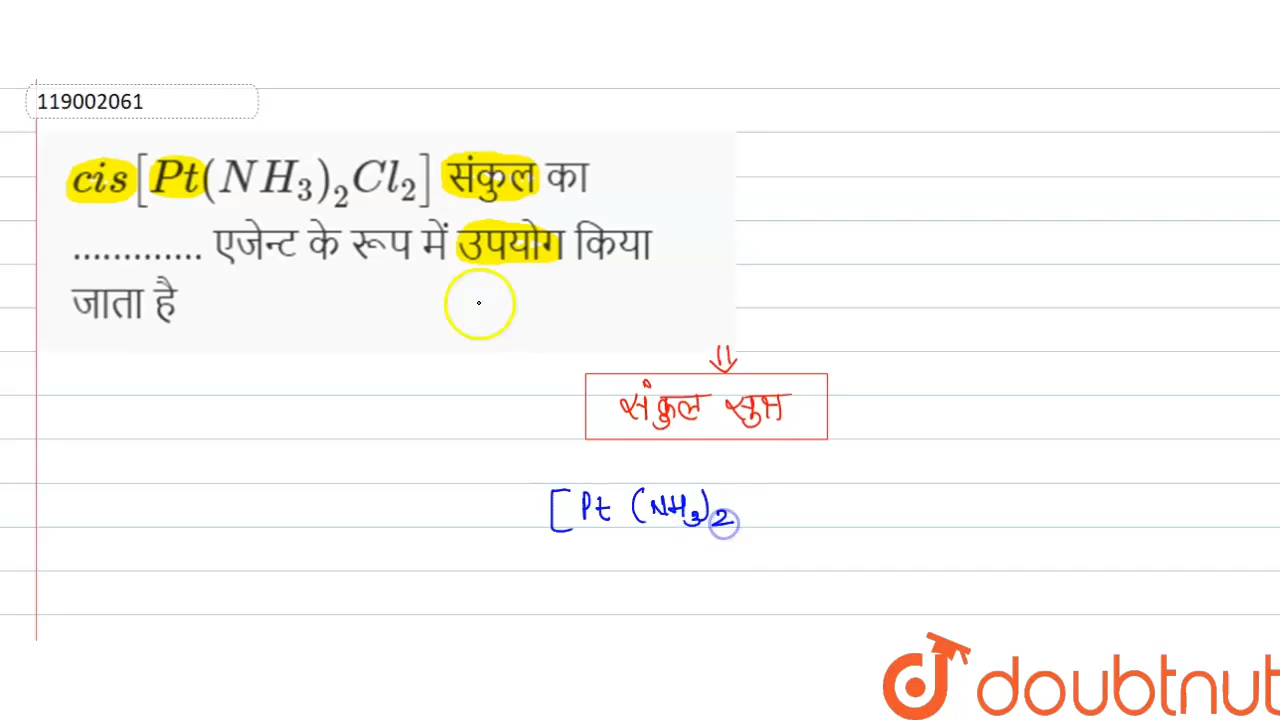 119002061
cis[Pt(NH₃)₂Cl₂] संकुल का
............. एजेन्ट के रूप में उपयोग किया
जाता है
संकुल सुत्र
[Pt (NH₃)₂
doubtnut